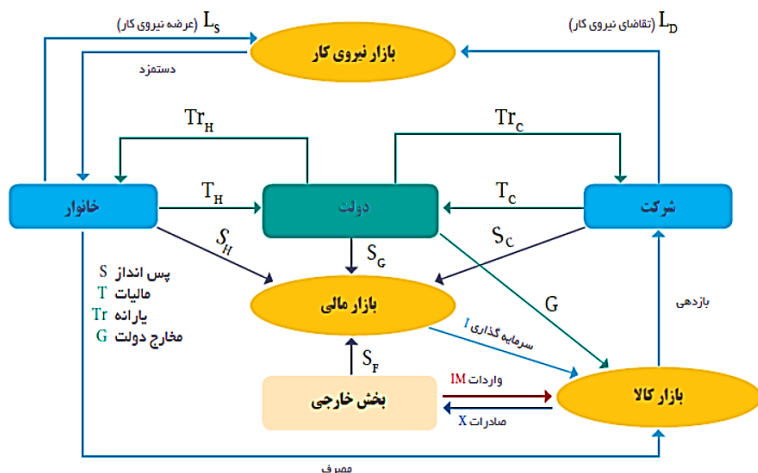 (عرضه نیروی کار) L_S
بازار نیروی کار
(تقاضای نیروی کار) L_D
دستمزد
Tr_H
Tr_C
خانوار
T_H
دولت
T_C
شرکت
S_H
S_G
S_C
S پس انداز
T مالیات
Tr یارانه
G مخارج دولت
بازار مالی
G
بازدهی
سرمایه گذاری I
S_F
بخش خارجی
واردات IM
صادرات X
بازار کالا
مصرف